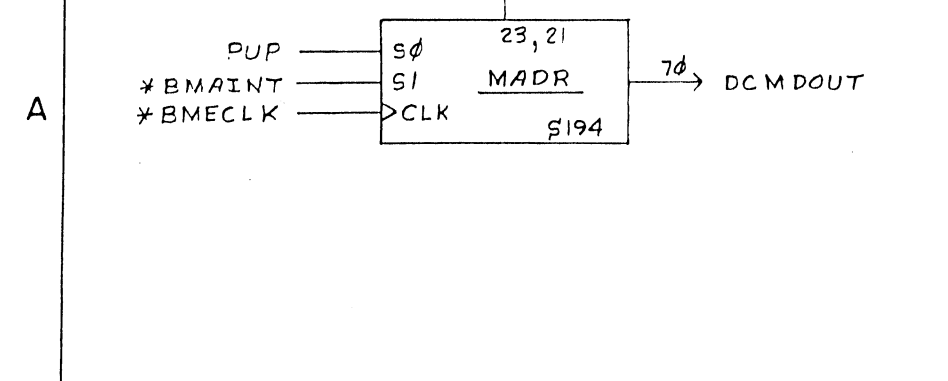 23, 21
PUP SØ
*BMAINT S1 MADR 7Ø DCMDOUT
A *BMECLK CLK
S194